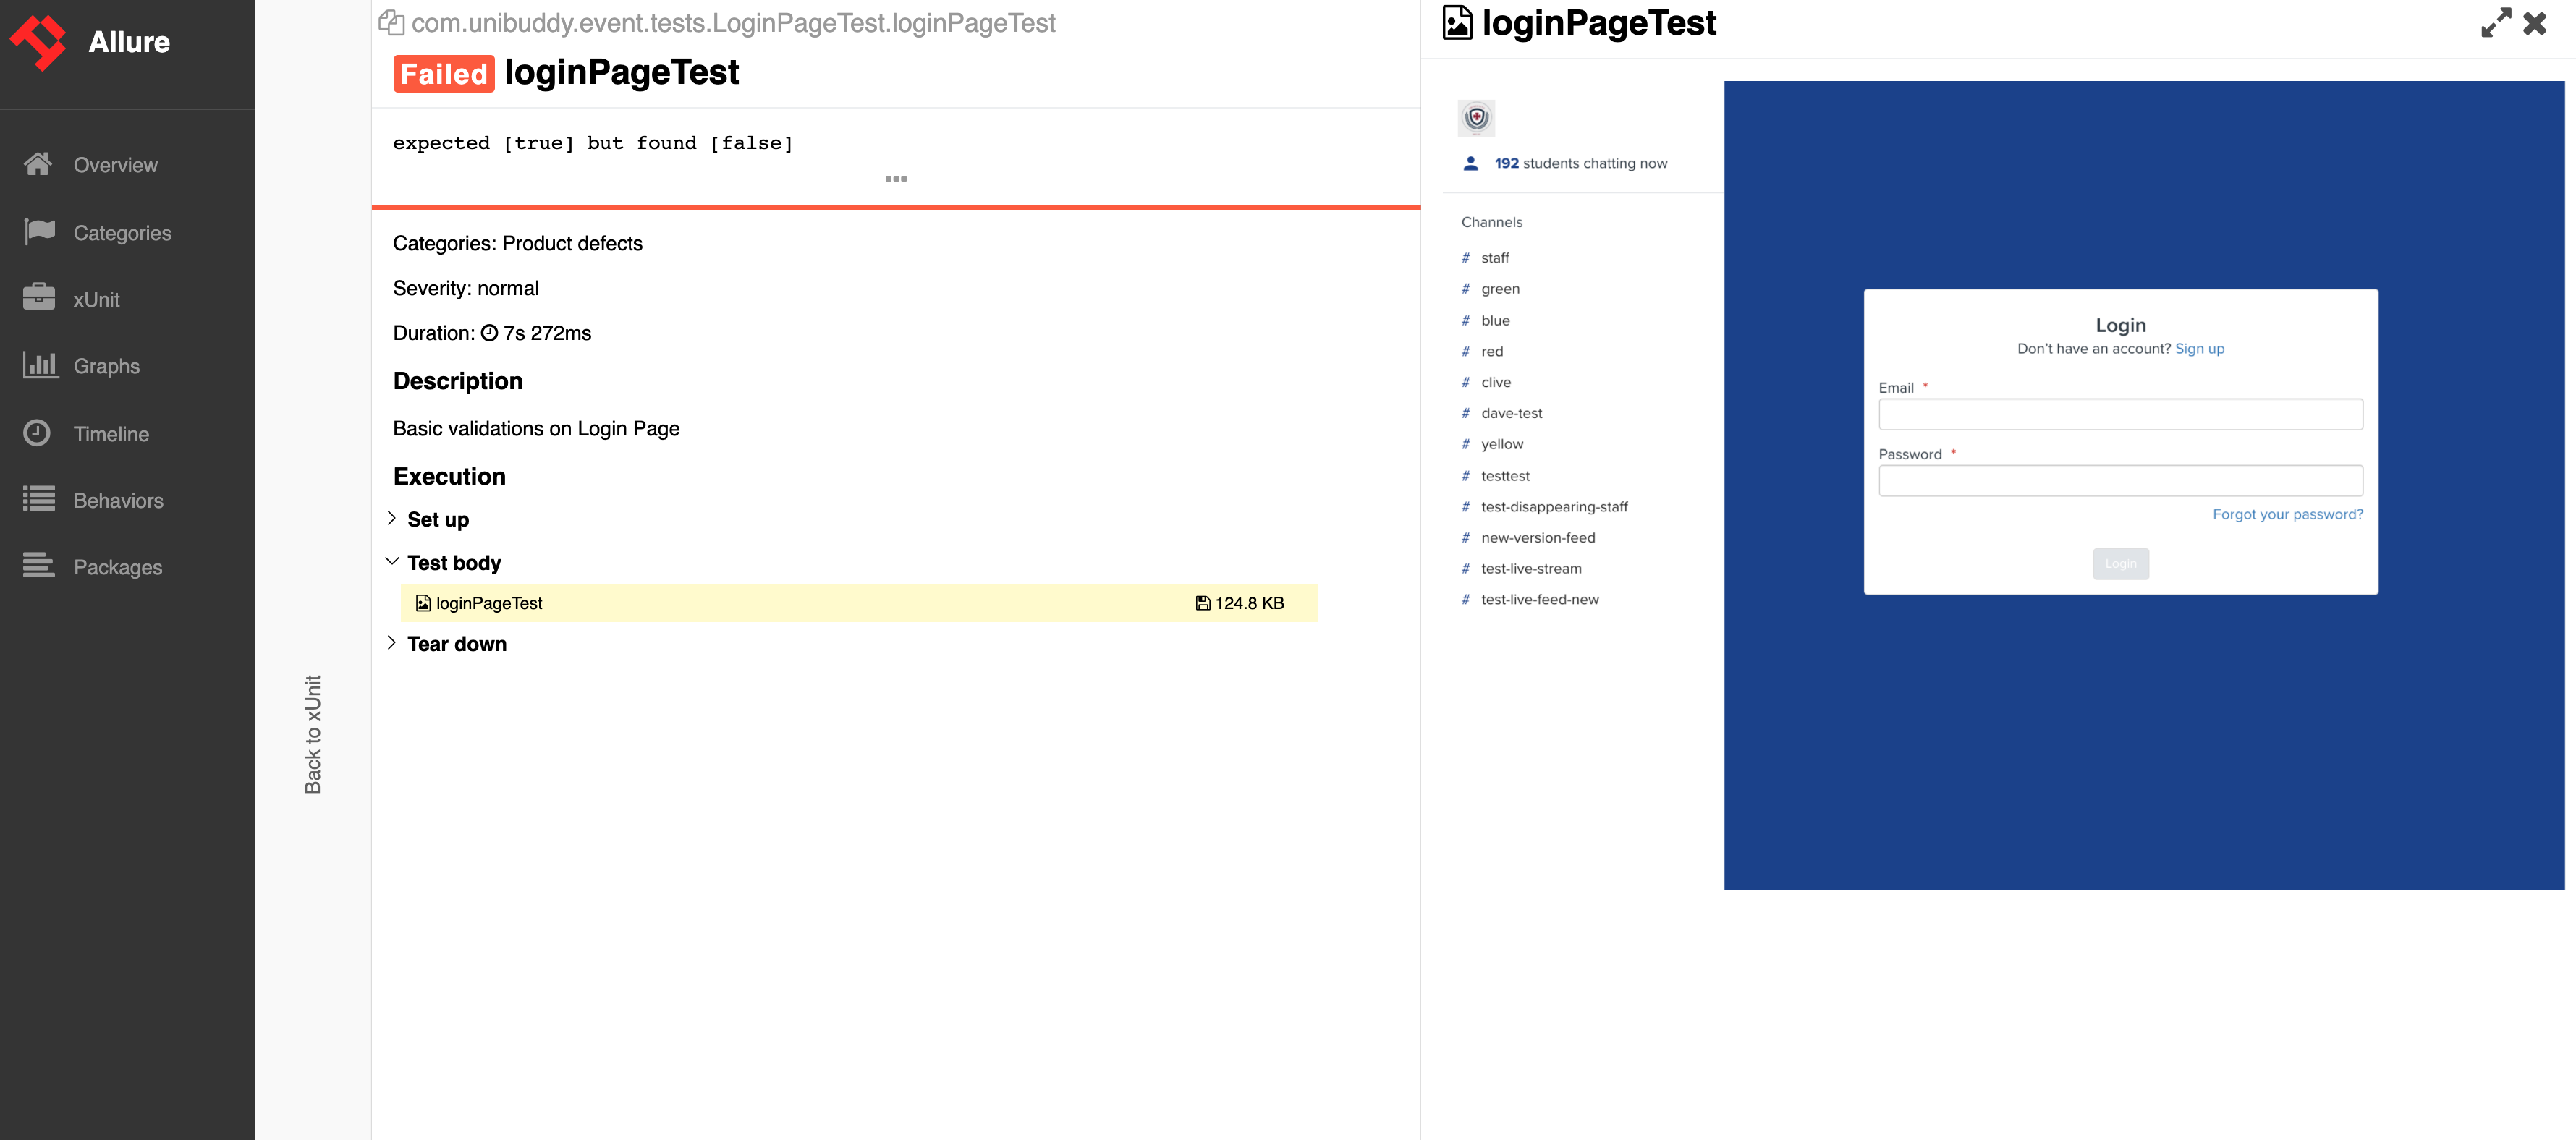 Allure
Overview
Categories
xUnit
Graphs
Timeline
Behaviors
Packages
Back to xUnit
com.unibuddy.event.tests.LoginPageTest.loginPageTest
Failed loginPageTest
expected [true] but found [false]
Categories: Product defects
Severity: normal
Duration: 7s 272ms
Description
Basic validations on Login Page
Execution
Set up
Test body
loginPageTest 124.8 KB
Tear down
loginPageTest
192 students chatting now
Channels
# staff
# green
# blue
# red
# clive
# dave-test
# yellow
# testtest
# test-disappearing-staff
# new-version-feed
# test-live-stream
# test-live-feed-new
Login
Don't have an account? Sign up
Email *
Password *
Forgot your password?
Login